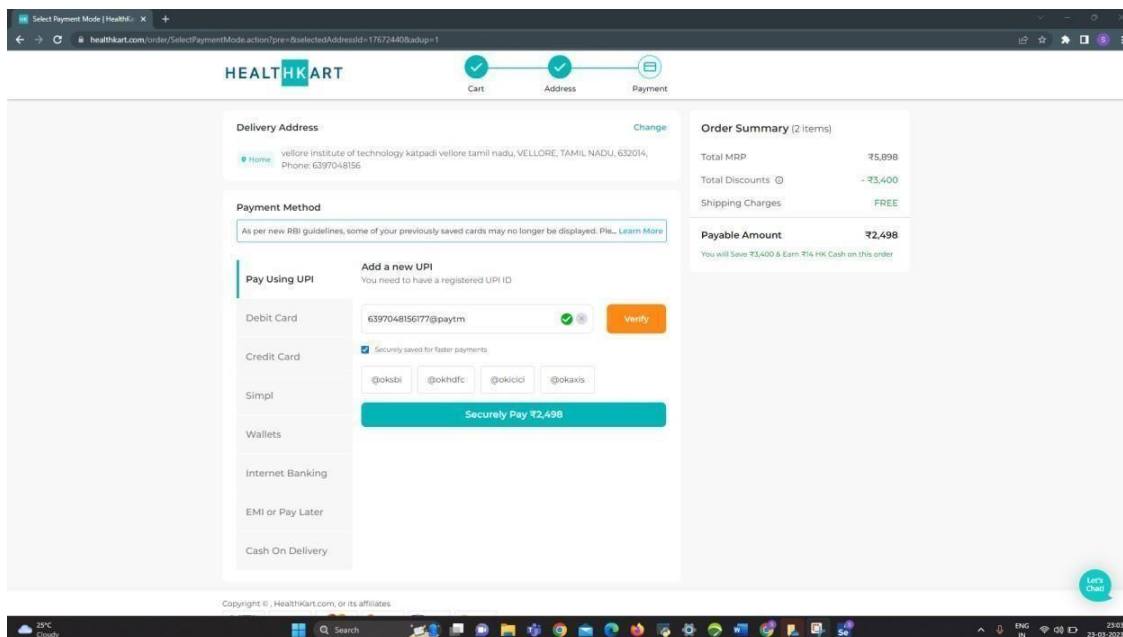 Select Payment Mode | HealthKa
healthkart.com/order/SelectPaymentMode.action?pre=&selectedAddressId=17672440&adup=1
HEALTHKART
Cart Address Payment
Delivery Address Change
Home vellore institute of technology katpadi vellore tamil nadu, VELLORE, TAMIL NADU, 632014,
Phone: 6397048156
Payment Method
As per new RBI guidelines, some of your previously saved cards may no longer be displayed. Ple... Learn More
Pay Using UPI
Debit Card
Credit Card
Simpl
Wallets
Internet Banking
EMI or Pay Later
Cash On Delivery
Add a new UPI
You need to have a registered UPI ID
6397048156177@paytm Verify
Securely saved for faster payments
@oksbi @okhdfc @okicici @okaxis
Securely Pay ₹2,498
Order Summary (2 items)
Total MRP ₹5,898
Total Discounts - ₹3,400
Shipping Charges FREE
Payable Amount ₹2,498
You will Save ₹3,400 & Earn ₹14 HK Cash on this order
Let's
Chat!
Copyright © , HealthKart.com, or its affiliates
25°C
Cloudy
Search
ENG
IN
23:03
23-03-2023